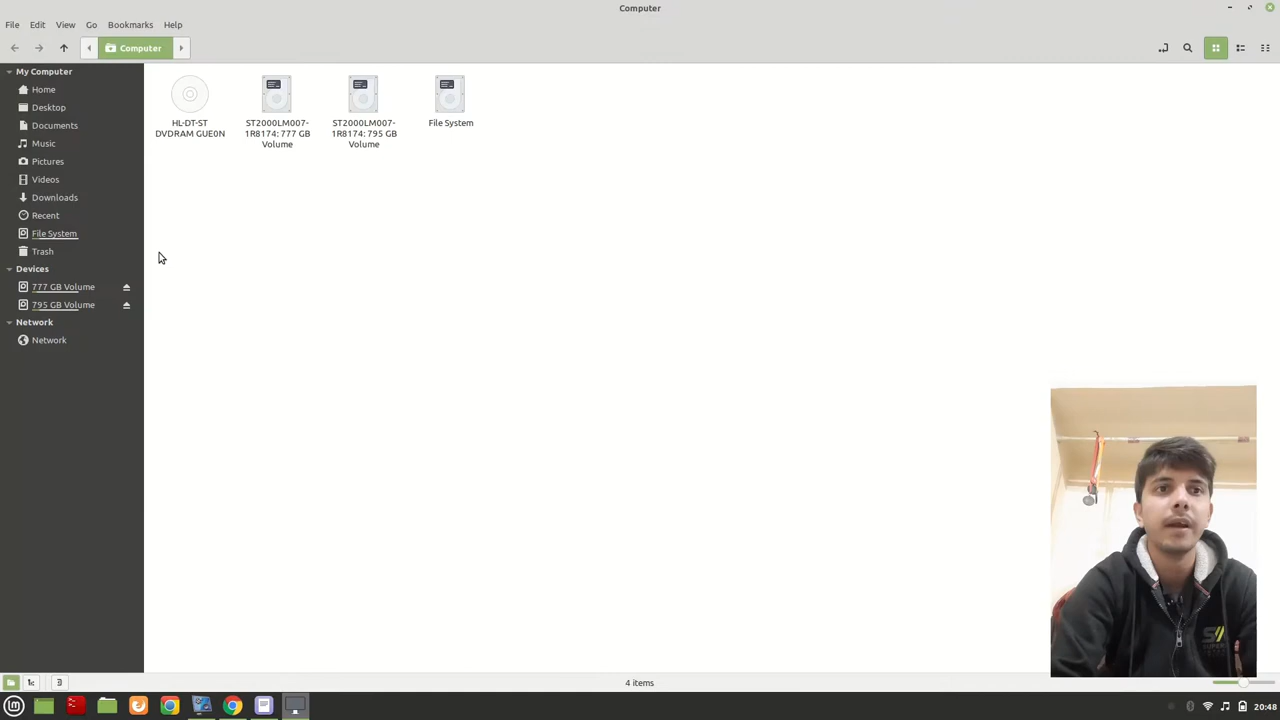 Computer
File Edit View Go Bookmarks Help
Computer
My Computer
Home
Desktop
Documents
Music
Pictures
Videos
Downloads
Recent
File System
Trash
Devices
777 GB Volume
795 GB Volume
Network
Network
HL-DT-ST
DVDRAM GUE0N
ST2000LM007-
1R8174: 777 GB
Volume
ST2000LM007-
1R8174: 795 GB
Volume
File System
4 items
20:48